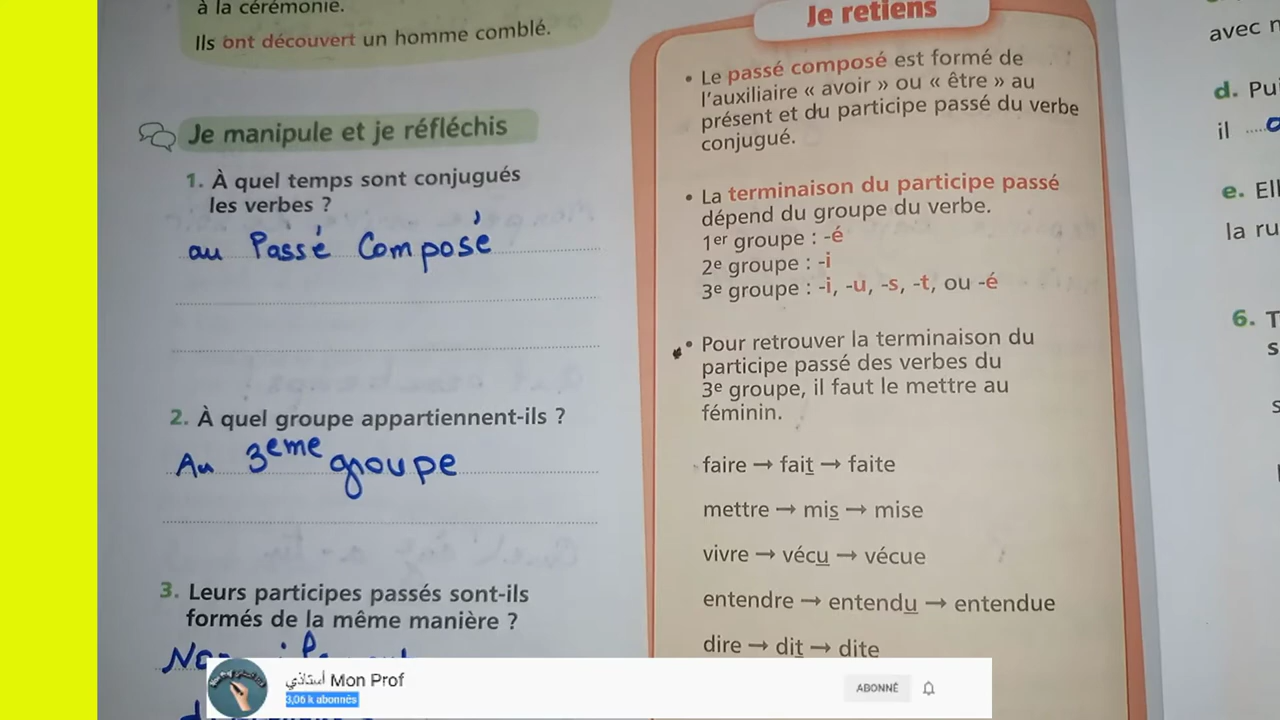 à la cérémonie.
Ils ont découvert un homme comblé.
Je manipule et je réfléchis
1. À quel temps sont conjugués
les verbes ?
au Passé Composé
2. À quel groupe appartiennent-ils ?
Au 3eme groupe
3. Leurs participes passés sont-ils
formés de la même manière ?
Je retiens
• Le passé composé est formé de
l'auxiliaire « avoir » ou « être » au
présent et du participe passé du verbe
conjugué.
• La terminaison du participe passé
dépend du groupe du verbe.
1er groupe : -é
2e groupe : -i
3e groupe : -i, -u, -s, -t, ou -é
• Pour retrouver la terminaison du
participe passé des verbes du
3e groupe, il faut le mettre au
féminin.
faire → fait → faite
mettre → mis → mise
vivre → vécu → vécue
entendre → entendu → entendue
dire → dit → dite
avec
d.
il
e.
la
6.
أستاذي Mon Prof
3,06 k abonnés
ABONNÉ